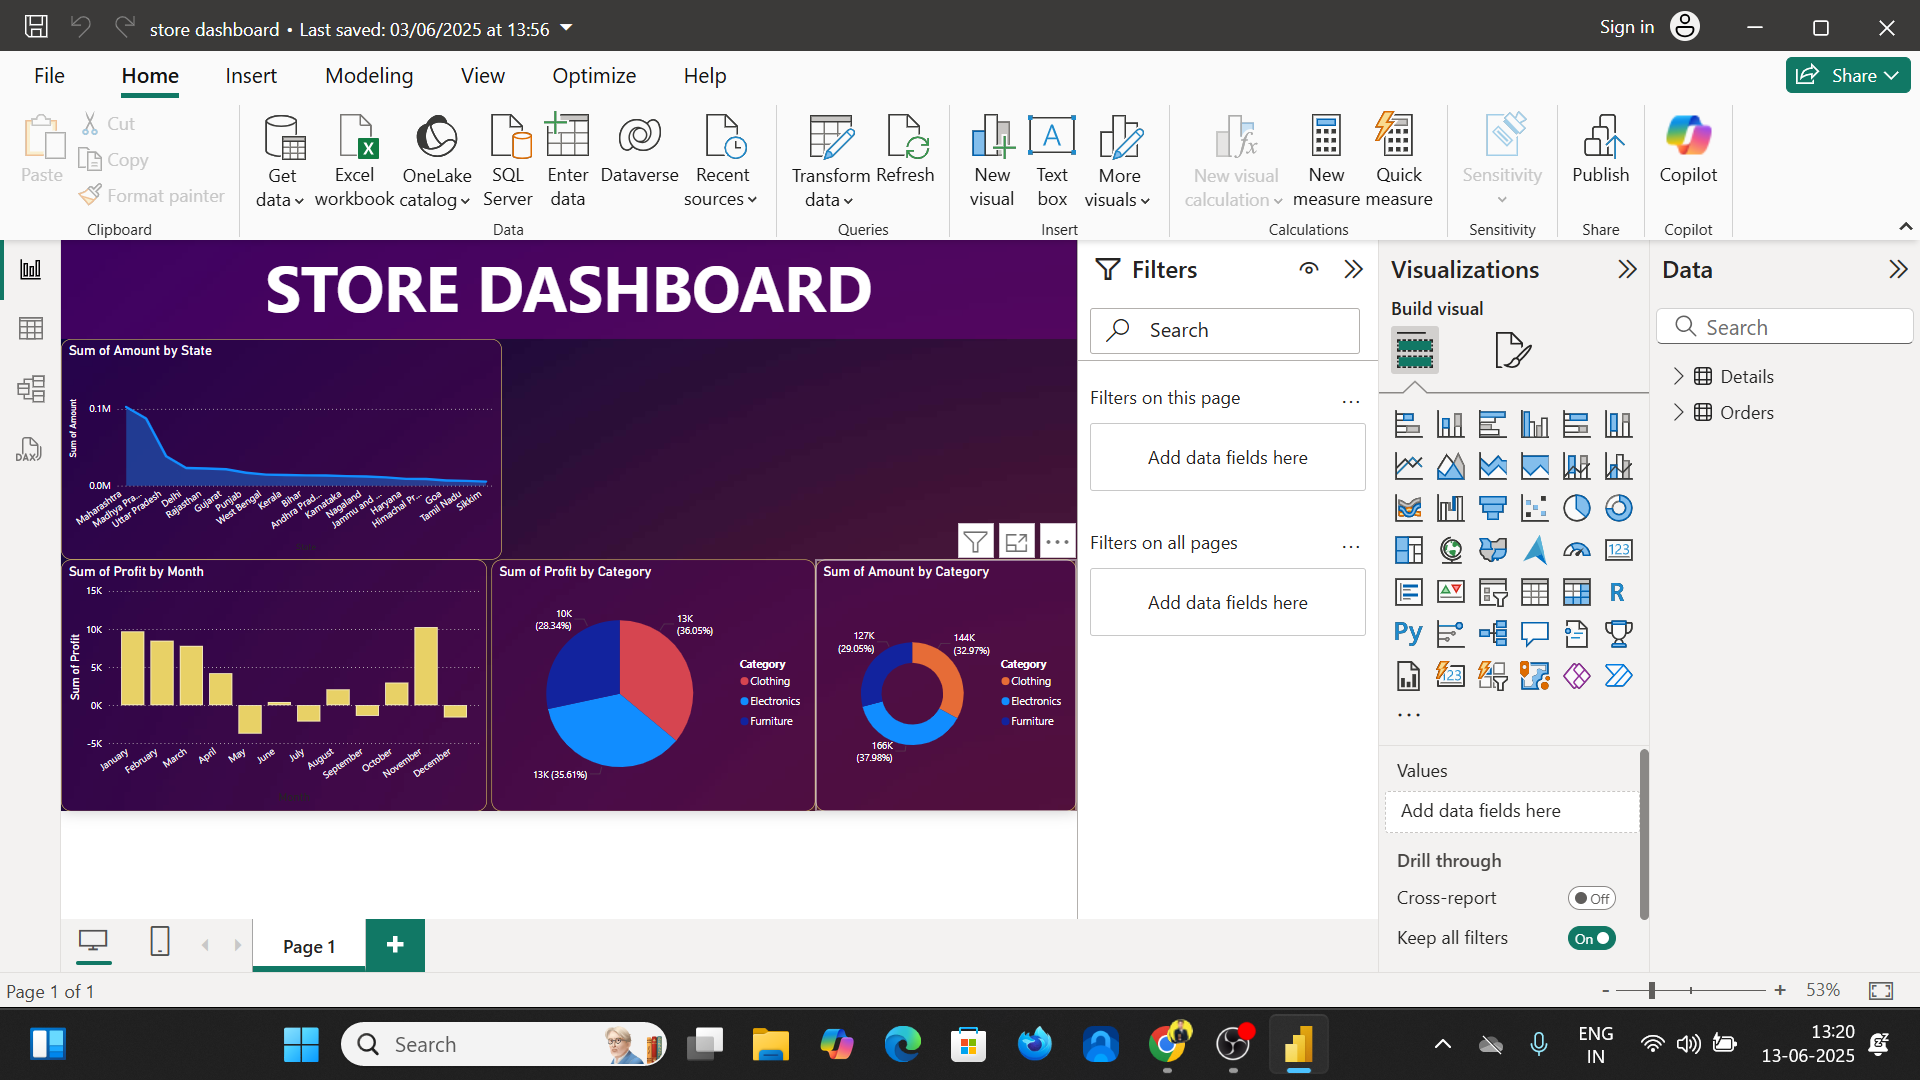 store dashboard • Last saved: 03/06/2025 at 13:56
Sign in
File Home Insert Modeling View Optimize Help
Share
Paste
Cut
Copy
Format painter
Clipboard
Get data
Excel workbook
OneLake catalog
SQL Server
Enter data
Dataverse
Recent sources
Data
Transform data
Refresh
Queries
New visual
Text box
More visuals
Insert
New visual calculation
New measure
Quick measure
Calculations
Sensitivity
Sensitivity
Publish
Share
Copilot
Copilot
STORE DASHBOARD
Sum of Amount by State
Sum of Amount
0.1M
0.0M
Maharashtra
Madhya Pra...
Uttar Pradesh
Delhi
Rajasthan
Gujarat
Punjab
West Bengal
Kerala
Bihar
Andhra Prad...
Karnataka
Nagaland
Jammu and ...
Haryana
Himachal Pr...
Goa
Tamil Nadu
Sikkim
Sum of Profit by Month
Sum of Profit
15K
10K
5K
0K
-5K
January
February
March
April
May
June
July
August
September
October
November
December
Sum of Profit by Category
10K
(28.34%)
13K
(36.05%)
13K (35.61%)
Category
Clothing
Electronics
Furniture
Sum of Amount by Category
127K
(29.05%)
144K
(32.97%)
166K
(37.98%)
Category
Clothing
Electronics
Furniture
Filters
Search
Filters on this page
...
Add data fields here
Filters on all pages
...
Add data fields here
Visualizations
Build visual
123
R
Py
123
...
Values
Add data fields here
Drill through
Cross-report
Off
Keep all filters
On
Data
Search
Details
Orders
DAX
Page 1
+
Page 1 of 1
- + 53%
Search
ENG
IN
13:20
13-06-2025